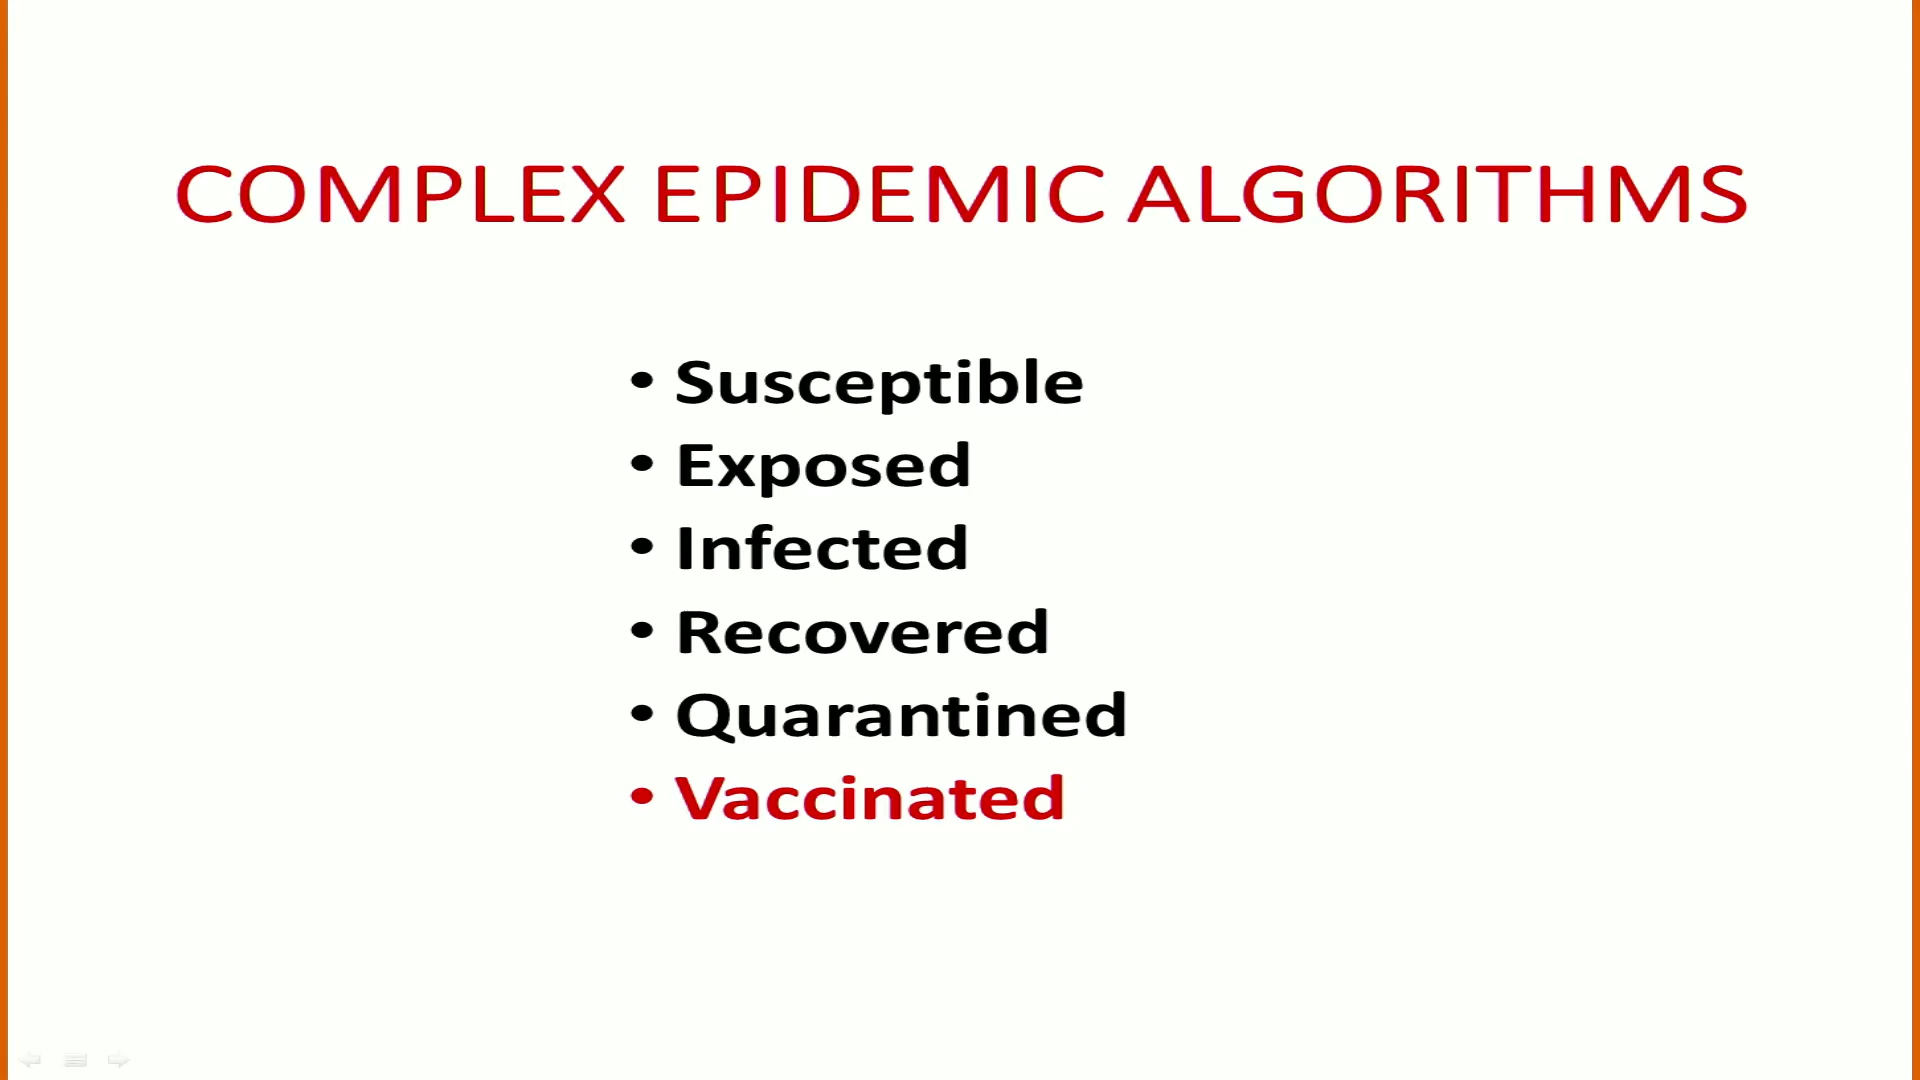 COMPLEX EPIDEMIC ALGORITHMS
• Susceptible
• Exposed
• Infected
• Recovered
• Quarantined
• Vaccinated